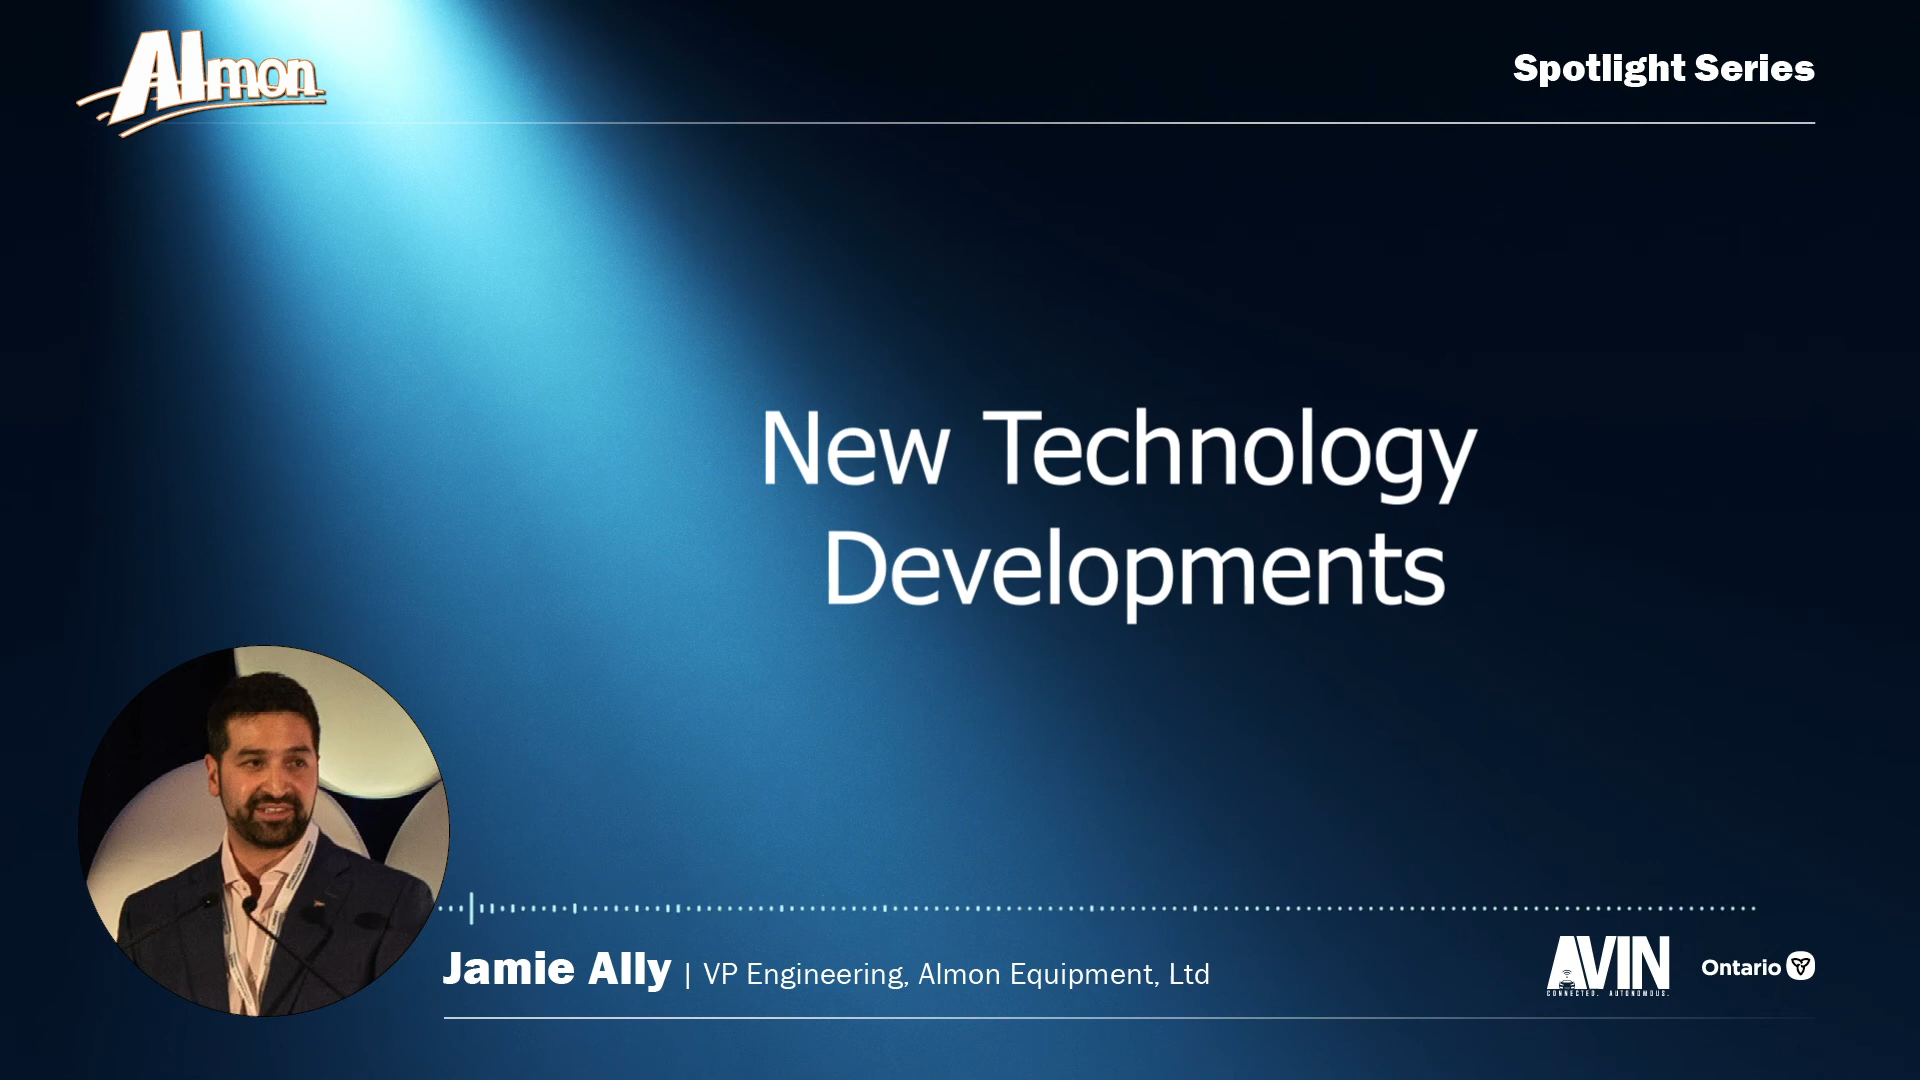 Almon
Spotlight Series
New Technology
Developments
Jamie Ally | VP Engineering, Almon Equipment, Ltd
AVIN
CONNECTED. AUTONOMOUS.
Ontario